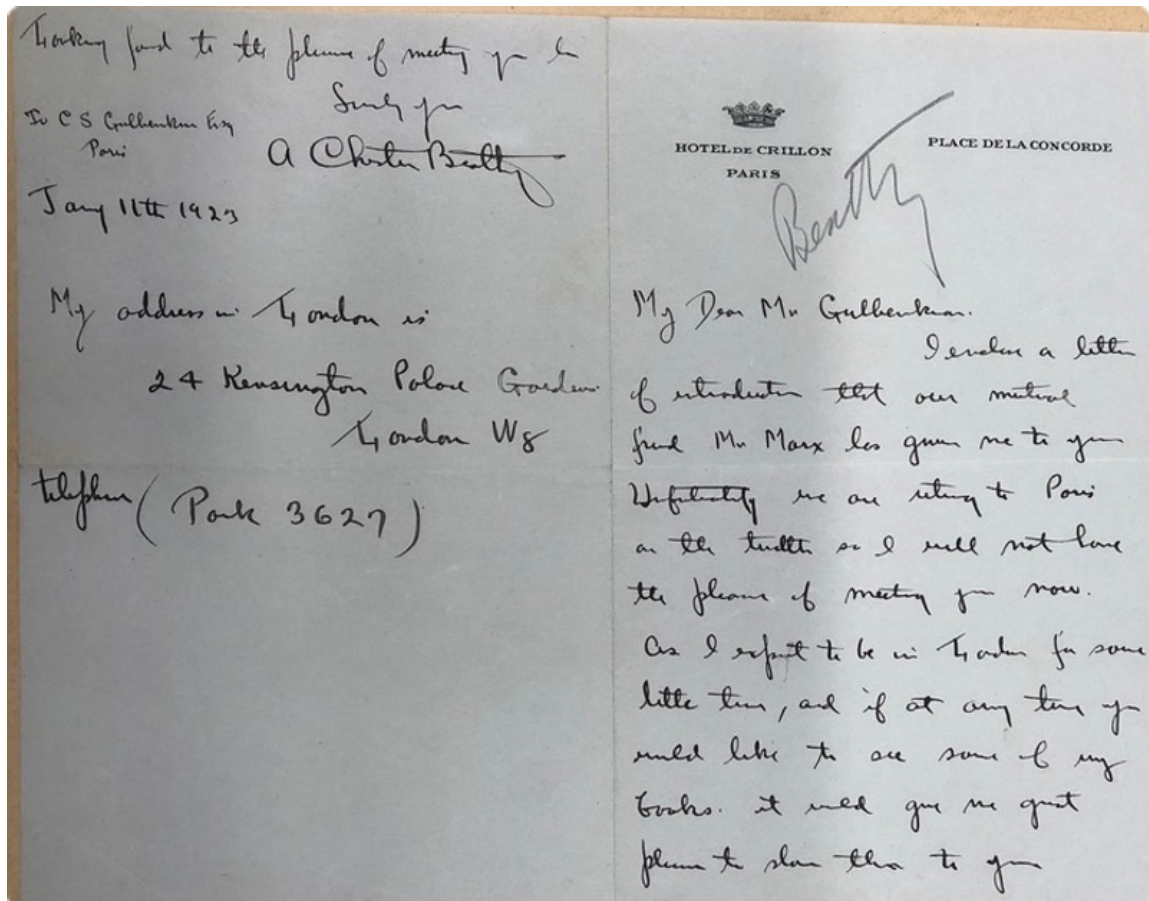 HOTEL DE CRILLON
PARIS
PLACE DE LA CONCORDE
Beatty
My Dear Mr Gulbenkian.
I enclose a letter
of introduction that our mutual
friend Mr Marx has given me to you
Unfortunately we are to Paris
on the so I will not have
the pleasure of meeting you now.
As I expect to be in London for some
little time, and if at any time you
would like to see some of my
books. it would give me great
pleasure to show them to you
Looking forward to the pleasure of meeting you
Sincerely yours
A Chester Beatty
To C S Gulbenkian Esq
Paris
Jany 11th 1923
My address in London is
24 Kensington Palace Gardens
London W8
telephone (Park 3627)